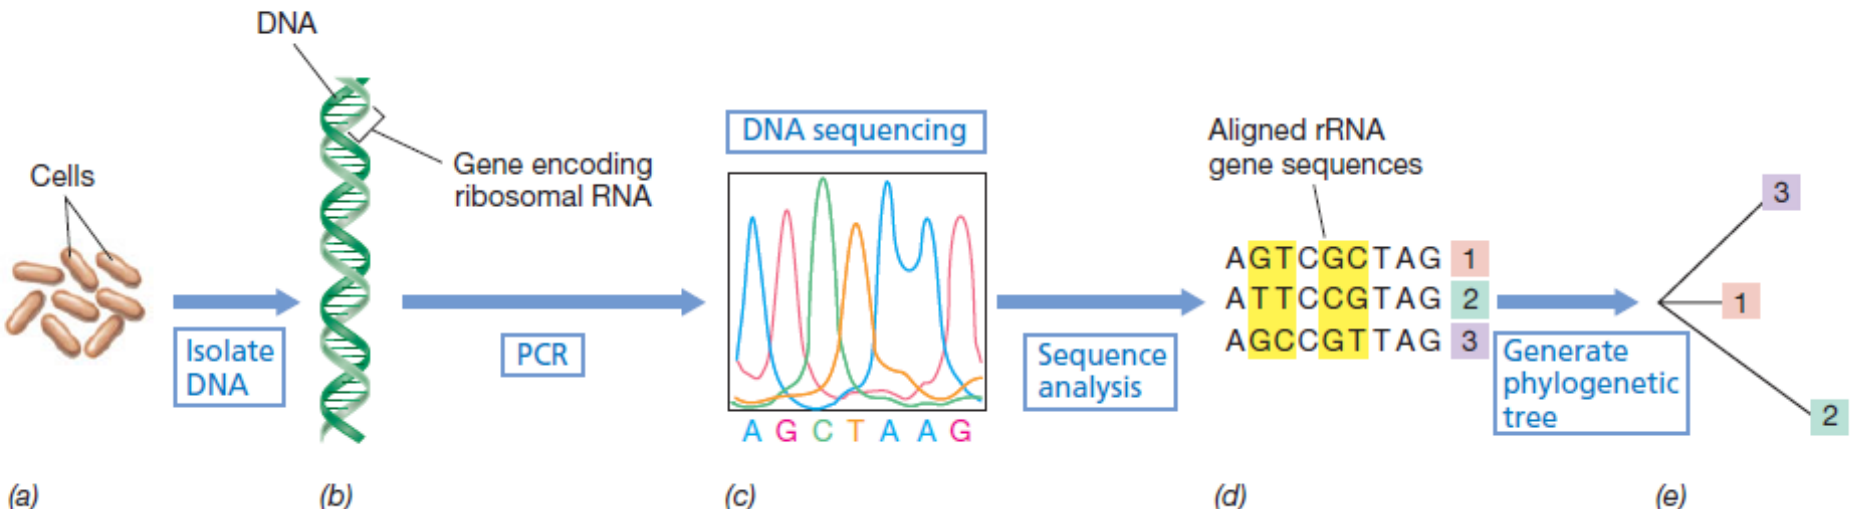 DNA
Cells
Isolate
DNA
Gene encoding
ribosomal RNA
PCR
DNA sequencing
A G C T A A G
Sequence
analysis
Aligned rRNA
gene sequences
AGTCGCTAG 1
ATTCCGTAG 2
AGCCGTTAG 3
Generate
phylogenetic
tree
3
1
2
(a)
(b)
(c)
(d)
(e)